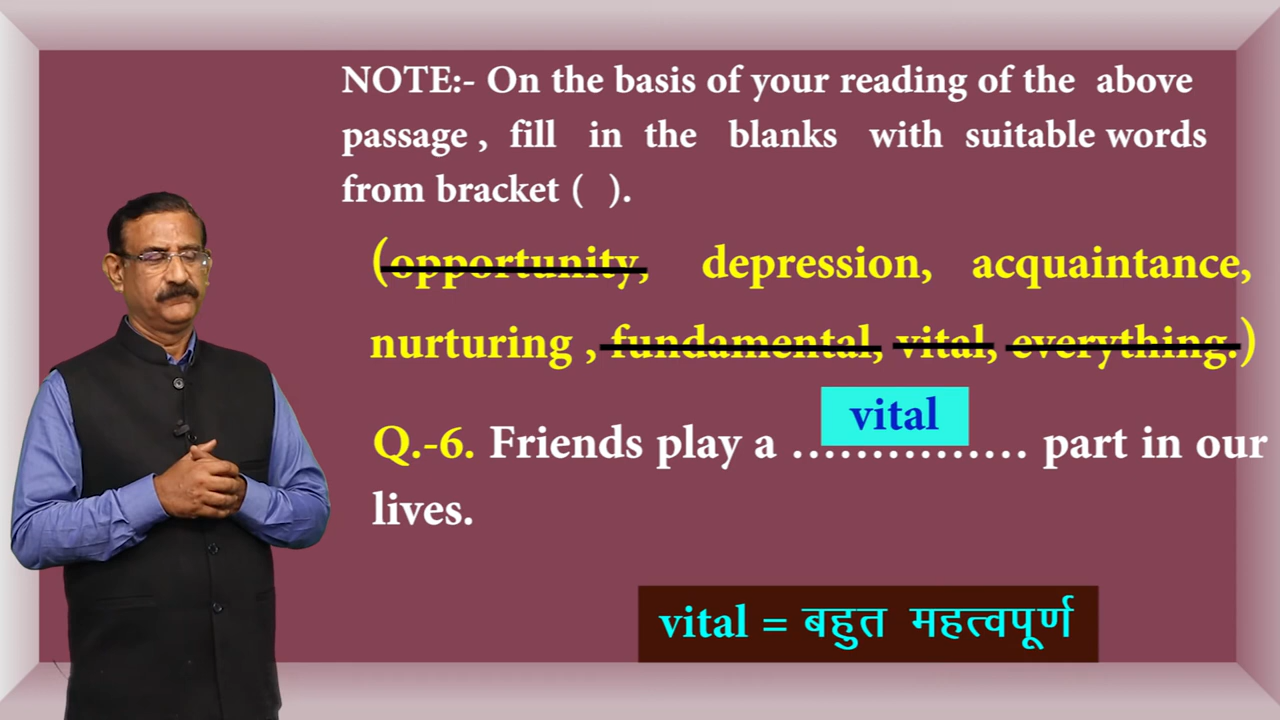 NOTE:- On the basis of your reading of the above
passage , fill in the blanks with suitable words
from bracket ( ).
(opportunity, depression, acquaintance,
nurturing , fundamental, vital, everything.)
vital
Q.-6. Friends play a …………… part in our
lives.
vital = बहुत महत्वपूर्ण